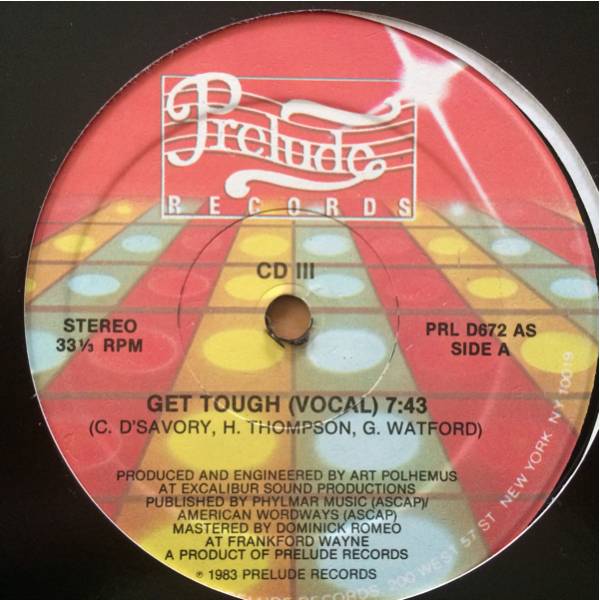 Prelude
RECORDS
CD III
STEREO
33⅓ RPM
PRL D672 AS
SIDE A
GET TOUGH (VOCAL) 7:43
(C. D'SAVORY, H. THOMPSON, G. WATFORD)
PRODUCED AND ENGINEERED BY ART POLHEMUS
AT EXCALIBUR SOUND PRODUCTIONS
PUBLISHED BY PHYLMAR MUSIC (ASCAP)/
AMERICAN WORDWAYS (ASCAP)
MASTERED BY DOMINICK ROMEO
AT FRANKFORD WAYNE
A PRODUCT OF PRELUDE RECORDS
℗ 1983 PRELUDE RECORDS
RECORDS. 200 WEST 57 ST NEW YORK NY 10019